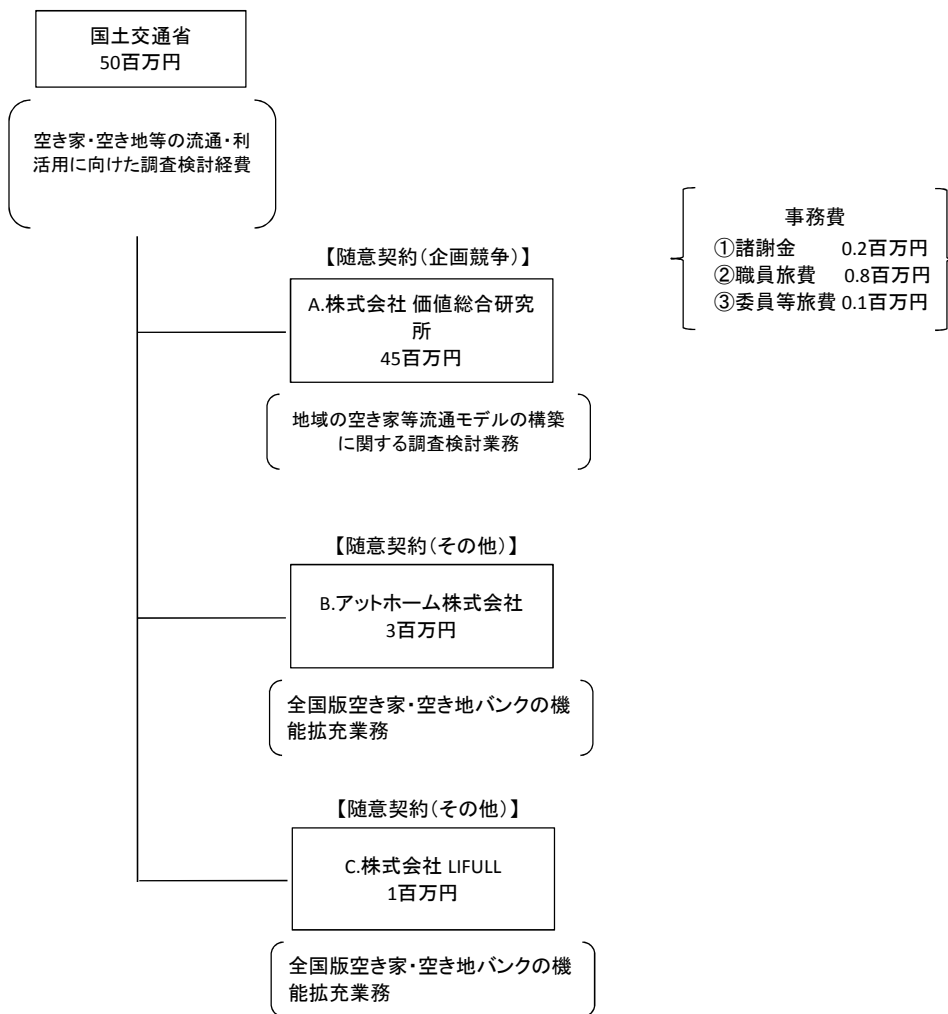 国土交通省
50百万円
空き家・空き地等の流通・利
活用に向けた調査検討経費
事務費
①諸謝金 0.2百万円
②職員旅費 0.8百万円
③委員等旅費 0.1百万円
【随意契約(企画競争)】
A.株式会社 価値総合研究
所
45百万円
地域の空き家等流通モデルの構築
に関する調査検討業務
【随意契約(その他)】
B.アットホーム株式会社
3百万円
全国版空き家・空き地バンクの機
能拡充業務
【随意契約(その他)】
C.株式会社 LIFULL
1百万円
全国版空き家・空き地バンクの機
能拡充業務